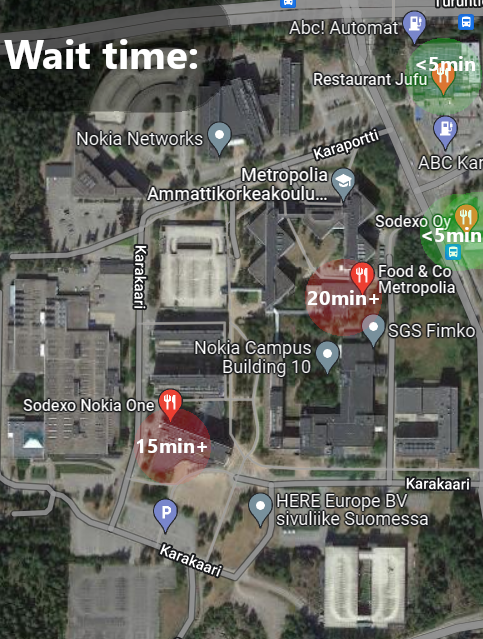 Turunti
Abc! Automat
Wait time:
<5min
Restaurant Jufu
Nokia Networks
Karaportti
ABC Kar
Metropolia
Ammattikorkeakoulu...
Sodexo Oy
<5min
Karakaari
Food & Co
Metropolia
20min+
SGS Fimko
Nokia Campus
Building 10
Sodexo Nokia One
15min+
Karakaari
HERE Europe BV
sivuliike Suomessa
P
Karakaari